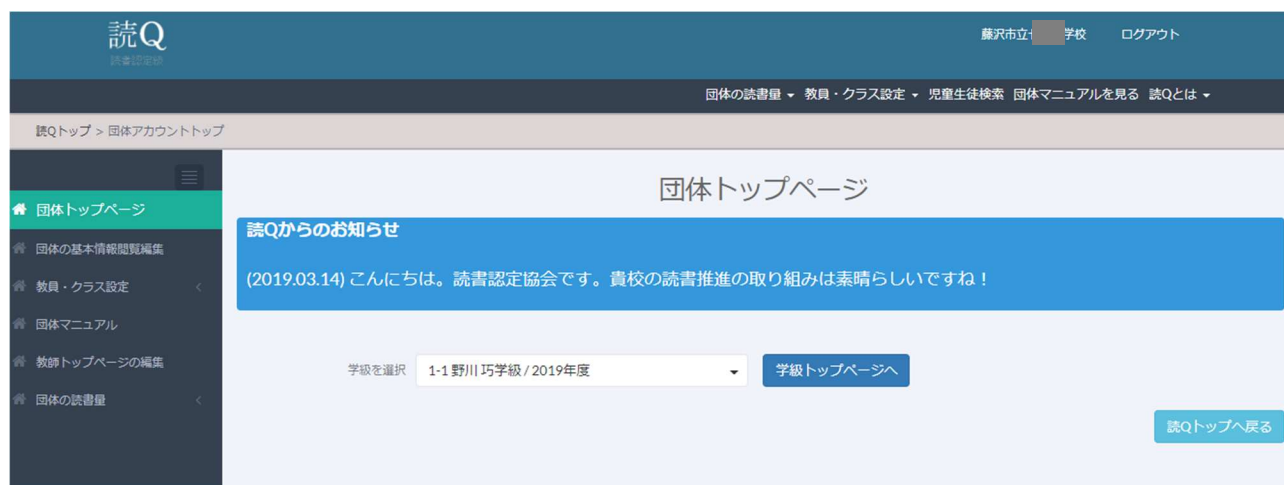 読Q
読書認定級
藤沢市立 学校 ログアウト
団体の読書量 教員・クラス設定 児童生徒検索 団体マニュアルを見る 読Qとは
読Qトップ > 団体アカウントトップ
団体トップページ
団体の基本情報閲覧編集
教員・クラス設定
団体マニュアル
教師トップページの編集
団体の読書量
団体トップページ
読Qからのお知らせ
(2019.03.14) こんにちは。読書認定協会です。貴校の読書推進の取り組みは素晴らしいですね！
学級を選択 1-1 野川 巧学級 / 2019年度 学級トップページへ
読Qトップへ戻る